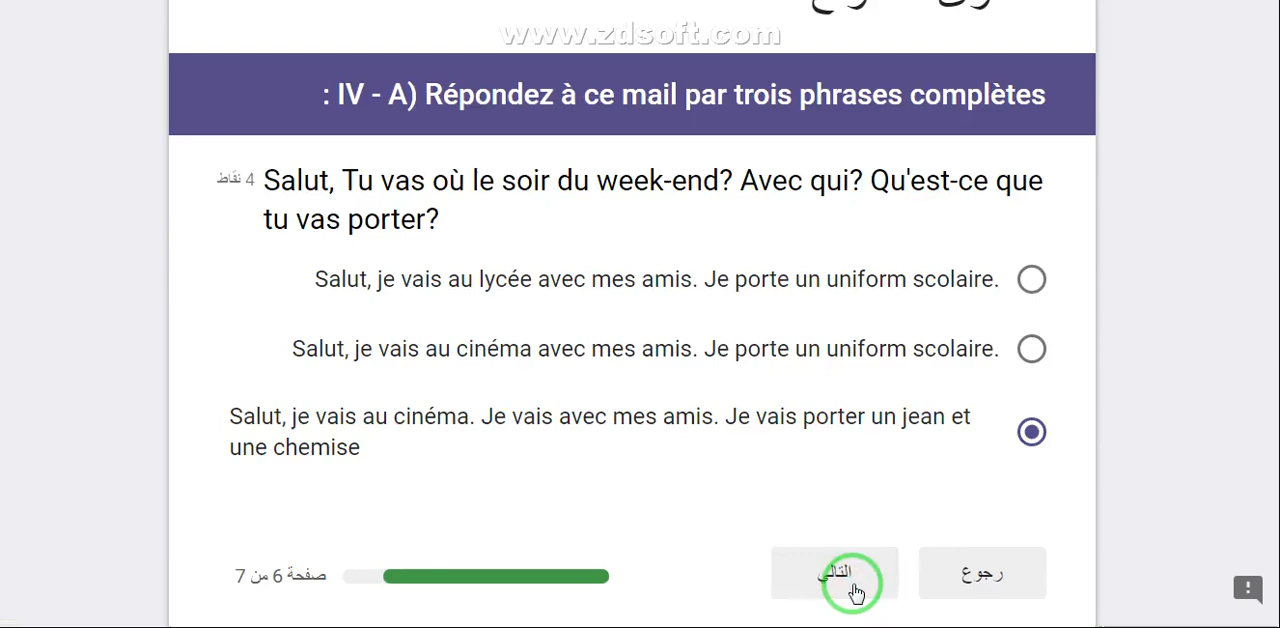 www.zdsoft.com
: IV - A) Répondez à ce mail par trois phrases complètes
Salut, Tu vas où le soir du week-end? Avec qui? Qu'est-ce que
tu vas porter?
4 نقاط
Salut, je vais au lycée avec mes amis. Je porte un uniform scolaire.
Salut, je vais au cinéma avec mes amis. Je porte un uniform scolaire.
Salut, je vais au cinéma. Je vais avec mes amis. Je vais porter un jean et
une chemise
رجوع
التالي
صفحة 6 من 7